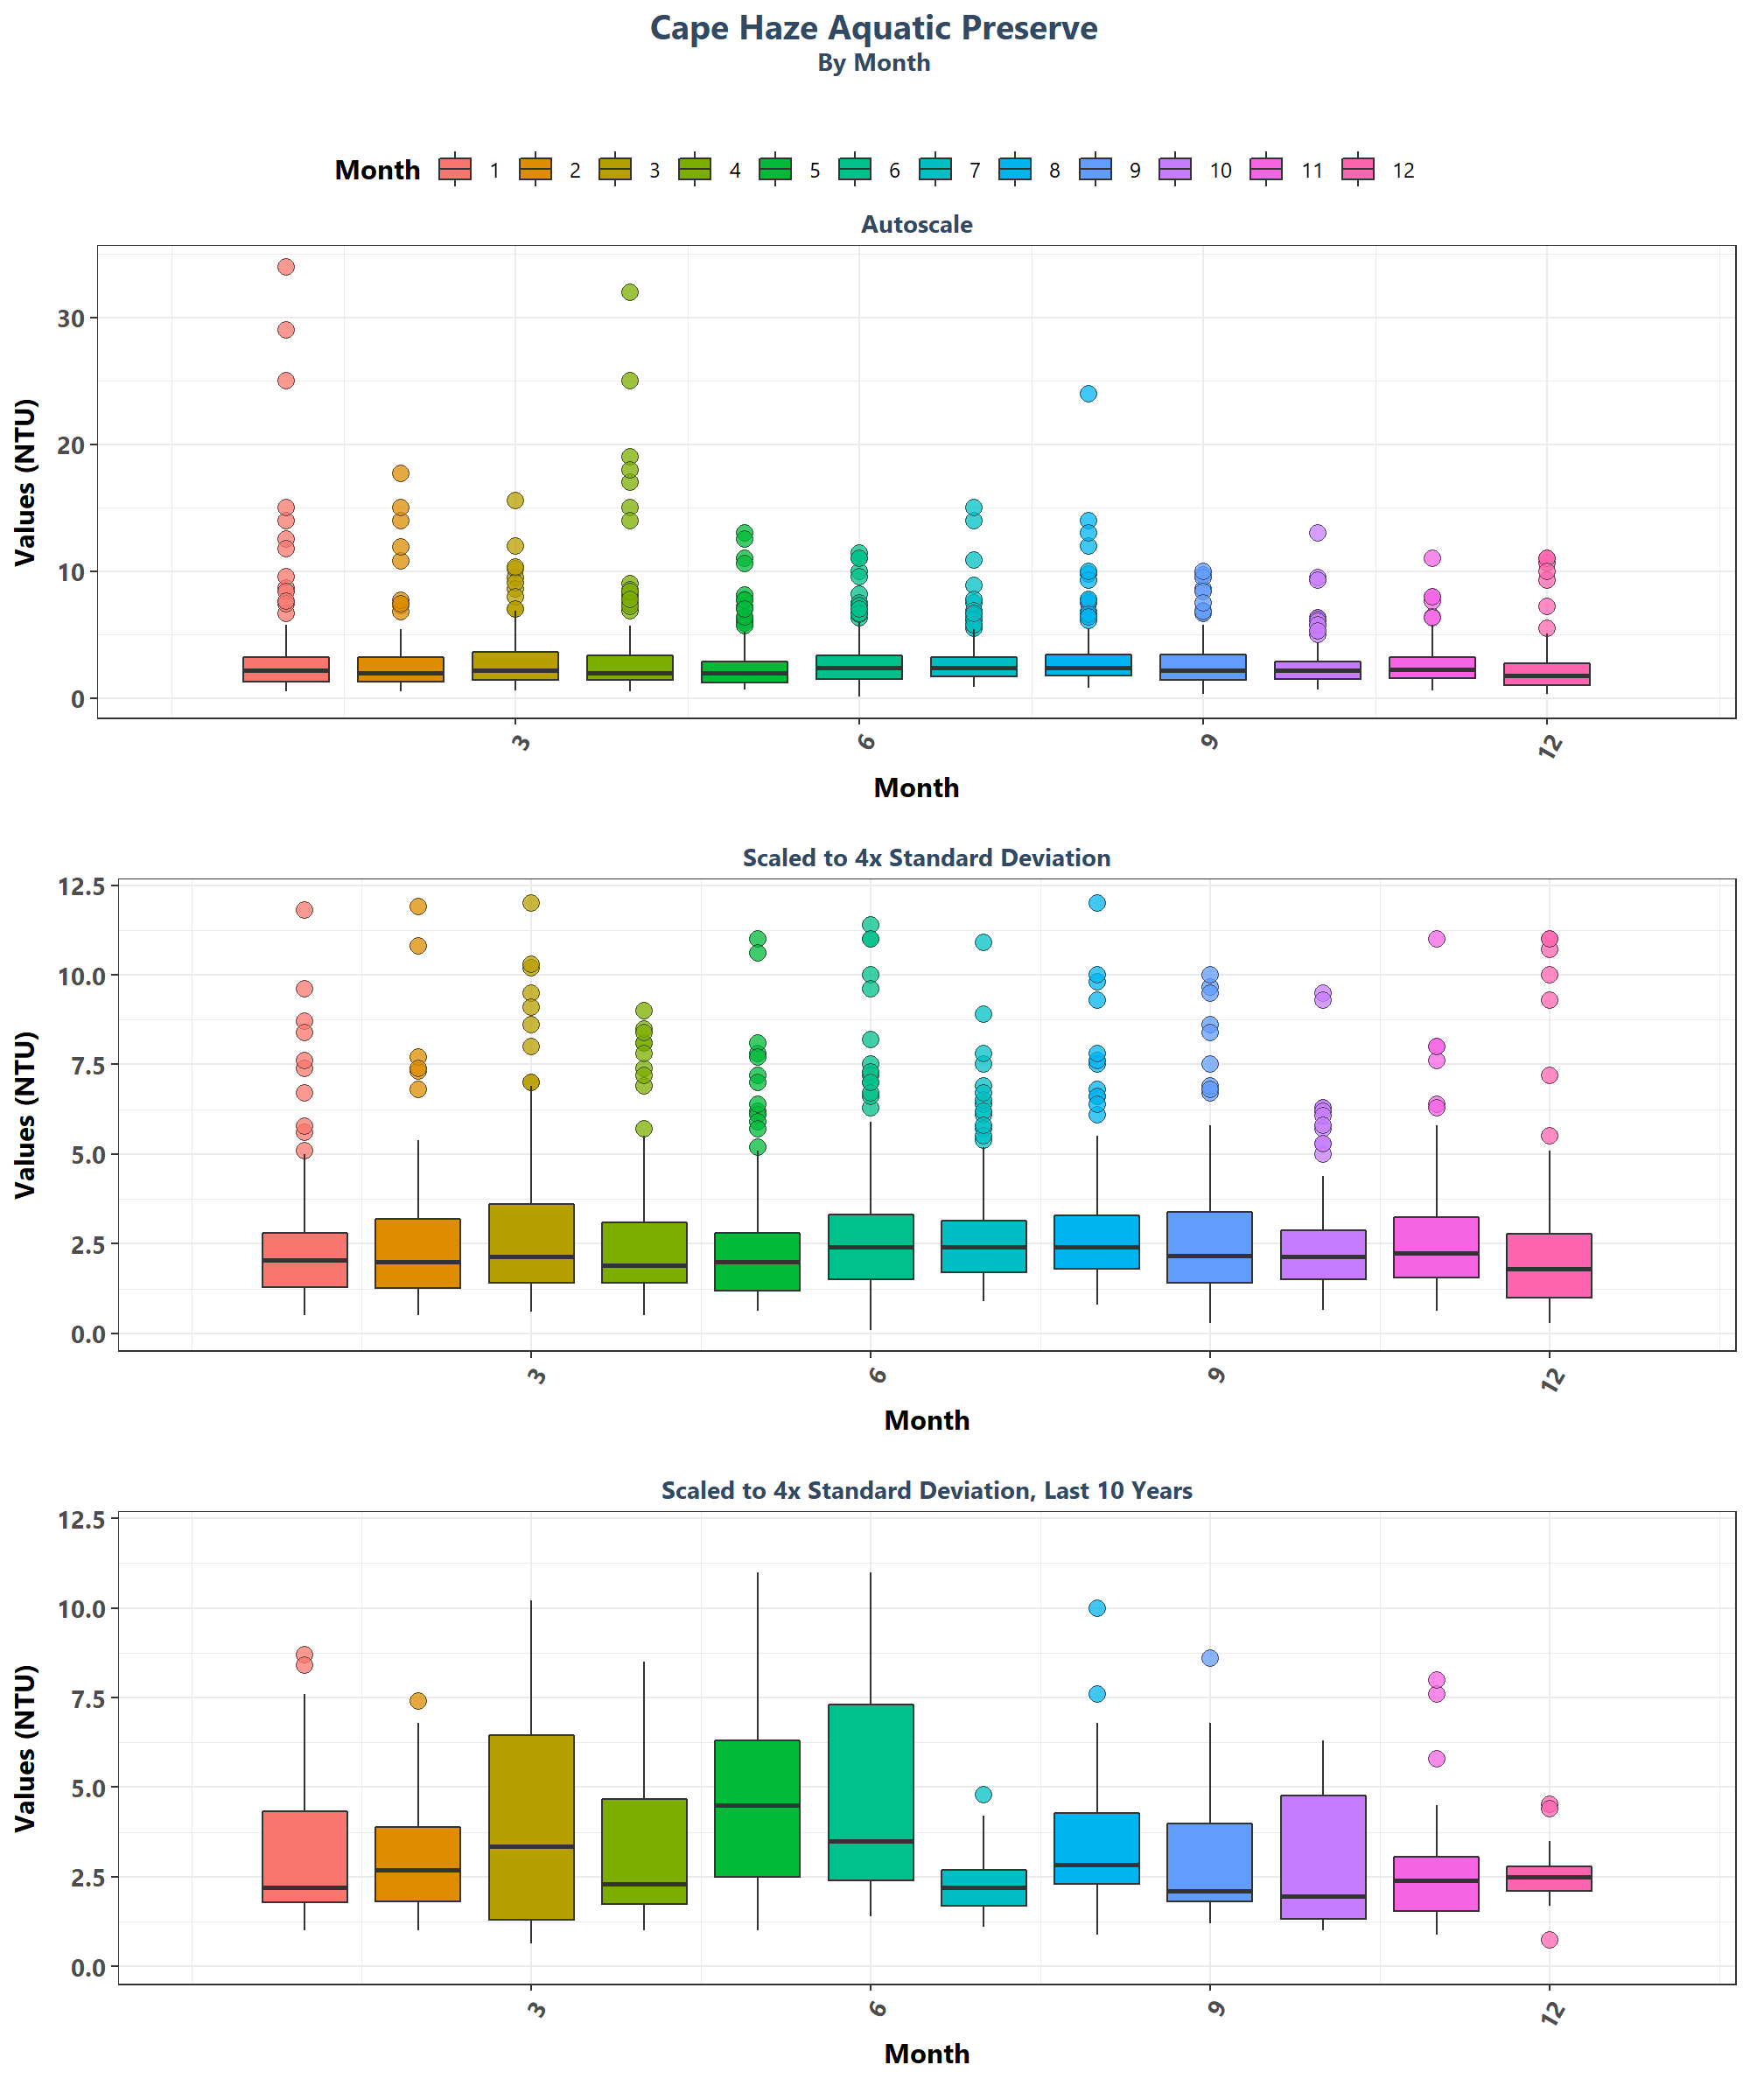 Cape Haze Aquatic Preserve
By Month
Month 1 2 3 4 5 6 7 8 9 10 11 12
Autoscale
Values (NTU)
30
20
10
0
3 6 9 12
Month
Scaled to 4x Standard Deviation
Values (NTU)
12.5
10.0
7.5
5.0
2.5
0.0
3 6 9 12
Month
Scaled to 4x Standard Deviation, Last 10 Years
Values (NTU)
12.5
10.0
7.5
5.0
2.5
0.0
3 6 9 12
Month